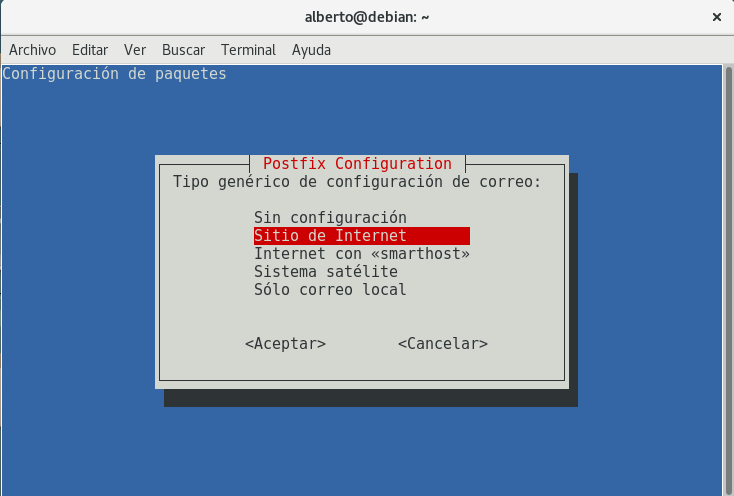 alberto@debian: ~
Archivo Editar Ver Buscar Terminal Ayuda
Configuración de paquetes
Postfix Configuration
Tipo genérico de configuración de correo:
Sin configuración
Sitio de Internet
Internet con «smarthost»
Sistema satélite
Sólo correo local
<Aceptar> <Cancelar>